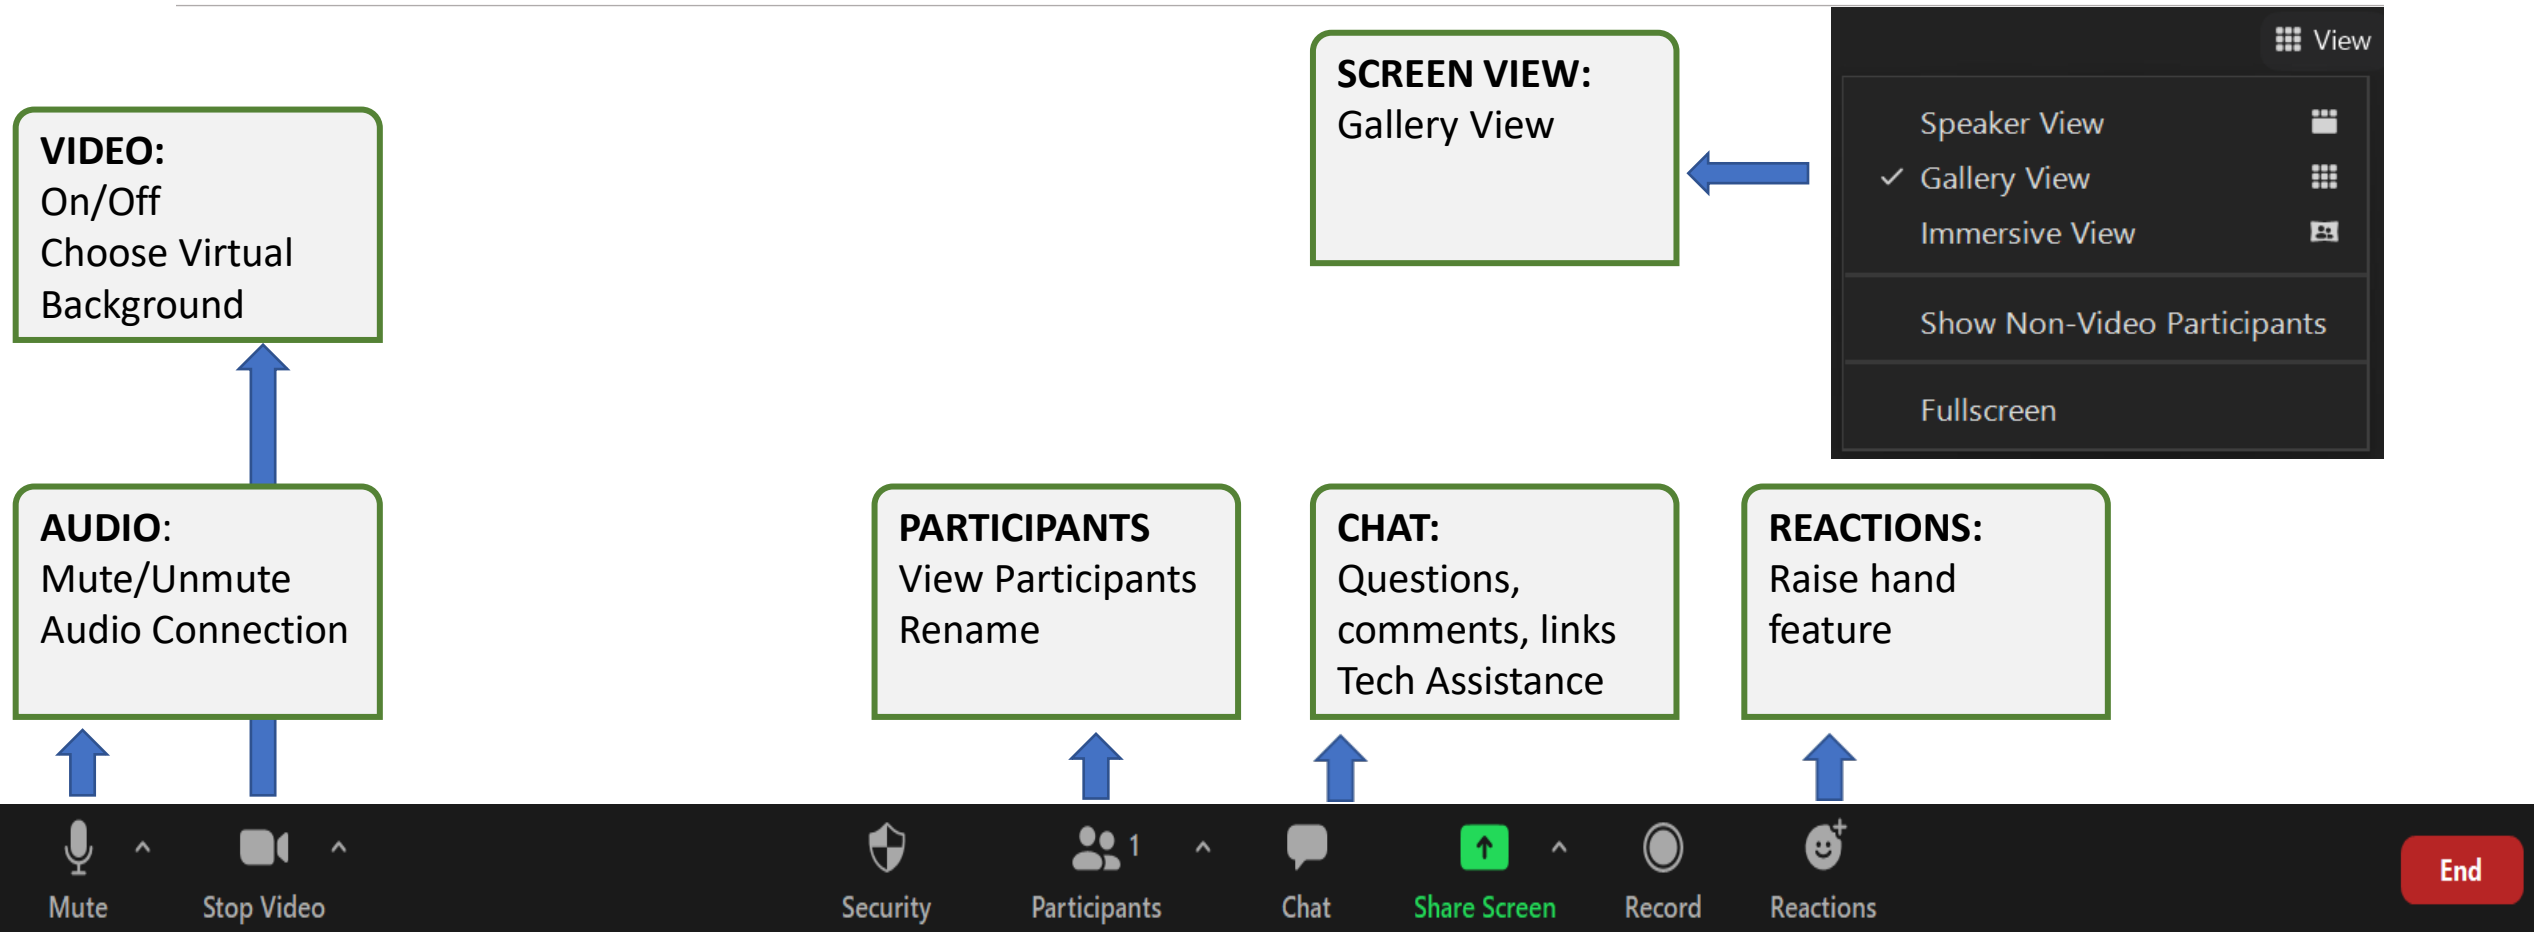 VIDEO:
On/Off
Choose Virtual
Background
SCREEN VIEW:
Gallery View
View
Speaker View
Gallery View
Immersive View
Show Non-Video Participants
Fullscreen
AUDIO:
Mute/Unmute
Audio Connection
PARTICIPANTS
View Participants
Rename
CHAT:
Questions,
comments, links
Tech Assistance
REACTIONS:
Raise hand
feature
1
Mute
Stop Video
Security
Participants
Chat
Share Screen
Record
Reactions
End